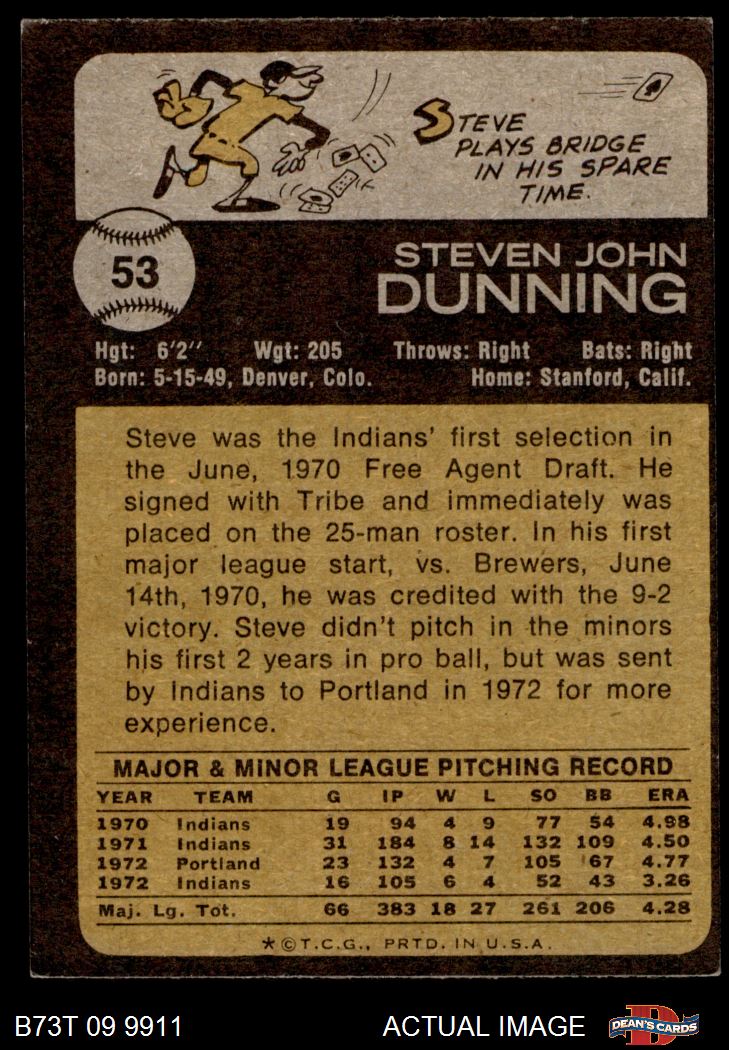 STEVE
PLAYS BRIDGE
IN HIS SPARE
TIME.
53
STEVEN JOHN
DUNNING
Hgt: 6'2" Wgt: 205 Throws: Right Bats: Right
Born: 5-15-49, Denver, Colo. Home: Stanford, Calif.
Steve was the Indians' first selection in
the June, 1970 Free Agent Draft. He
signed with Tribe and immediately was
placed on the 25-man roster. In his first
major league start, vs. Brewers, June
14th, 1970, he was credited with the 9-2
victory. Steve didn't pitch in the minors
his first 2 years in pro ball, but was sent
by Indians to Portland in 1972 for more
experience.
MAJOR & MINOR LEAGUE PITCHING RECORD
YEAR TEAM G IP W L SO BB ERA
1970 Indians 19 94 4 9 77 54 4.98
1971 Indians 31 184 8 14 132 109 4.50
1972 Portland 23 132 4 7 105 67 4.77
1972 Indians 16 105 6 4 52 43 3.26
Maj. Lg. Tot. 66 383 18 27 261 206 4.28
*©T.C.G., PRTD. IN U.S.A.
B73T 09 9911 ACTUAL IMAGE DEAN'S CARDS